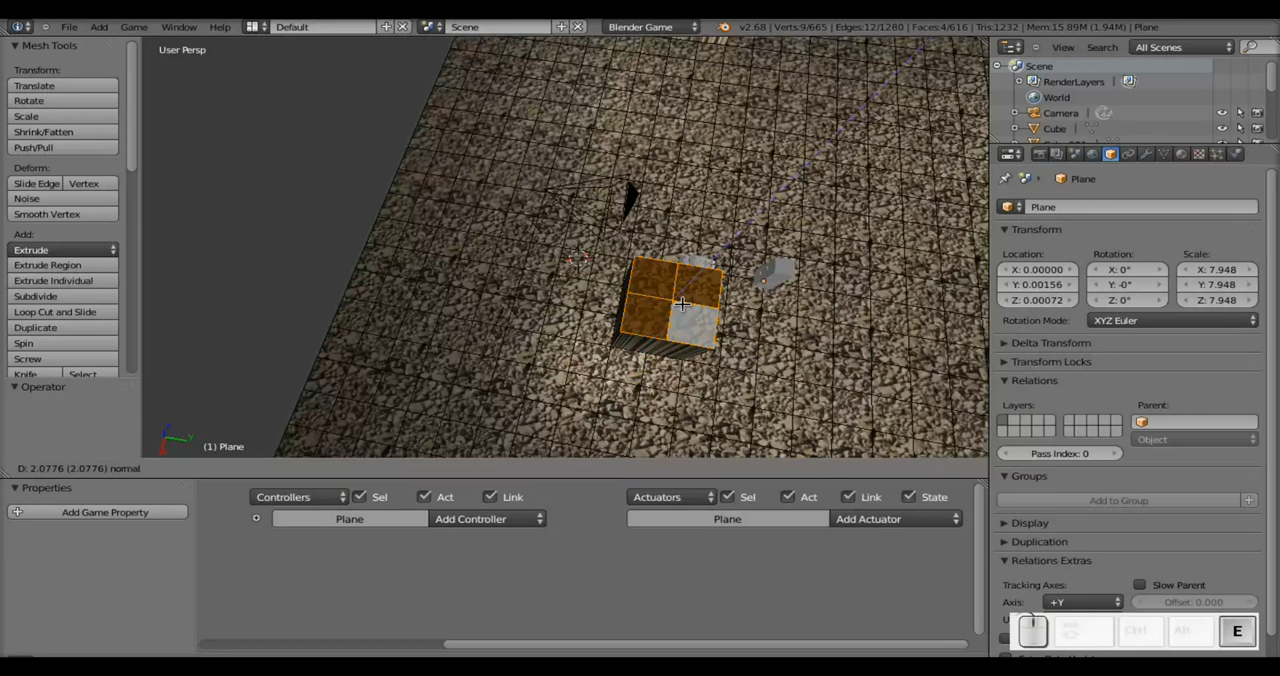 File Add Game Window Help Default Scene Blender Game v2.68 | Verts:9/665 | Edges:12/1280 | Faces:4/616 | Tris:1232 | Mem:15.89M (1.94M) | Plane
Mesh Tools
Transform:
Translate
Rotate
Scale
Shrink/Fatten
Push/Pull
Deform:
Slide Edge Vertex
Noise
Smooth Vertex
Add:
Extrude
Extrude Region
Extrude Individual
Subdivide
Loop Cut and Slide
Duplicate
Spin
Screw
Knife Select
Operator
User Persp
(1) Plane
D: 2.0776 (2.0776) normal
Properties
Add Game Property
Controllers Sel Act Link
Plane Add Controller
Actuators Sel Act Link State
Plane Add Actuator
View Search All Scenes
Scene
RenderLayers
World
Camera
Cube
Plane
Plane
Transform
Location: Rotation: Scale:
X: 0.00000 X: 0° X: 7.948
Y: 0.00156 Y: -0° Y: 7.948
Z: 0.00072 Z: 0° Z: 7.948
Rotation Mode: XYZ Euler
Delta Transform
Transform Locks
Relations
Layers: Parent:
Object
Pass Index: 0
Groups
Add to Group
Display
Duplication
Relations Extras
Tracking Axes: Slow Parent
Axis: +Y Offset: 0.000
Ctrl Alt E